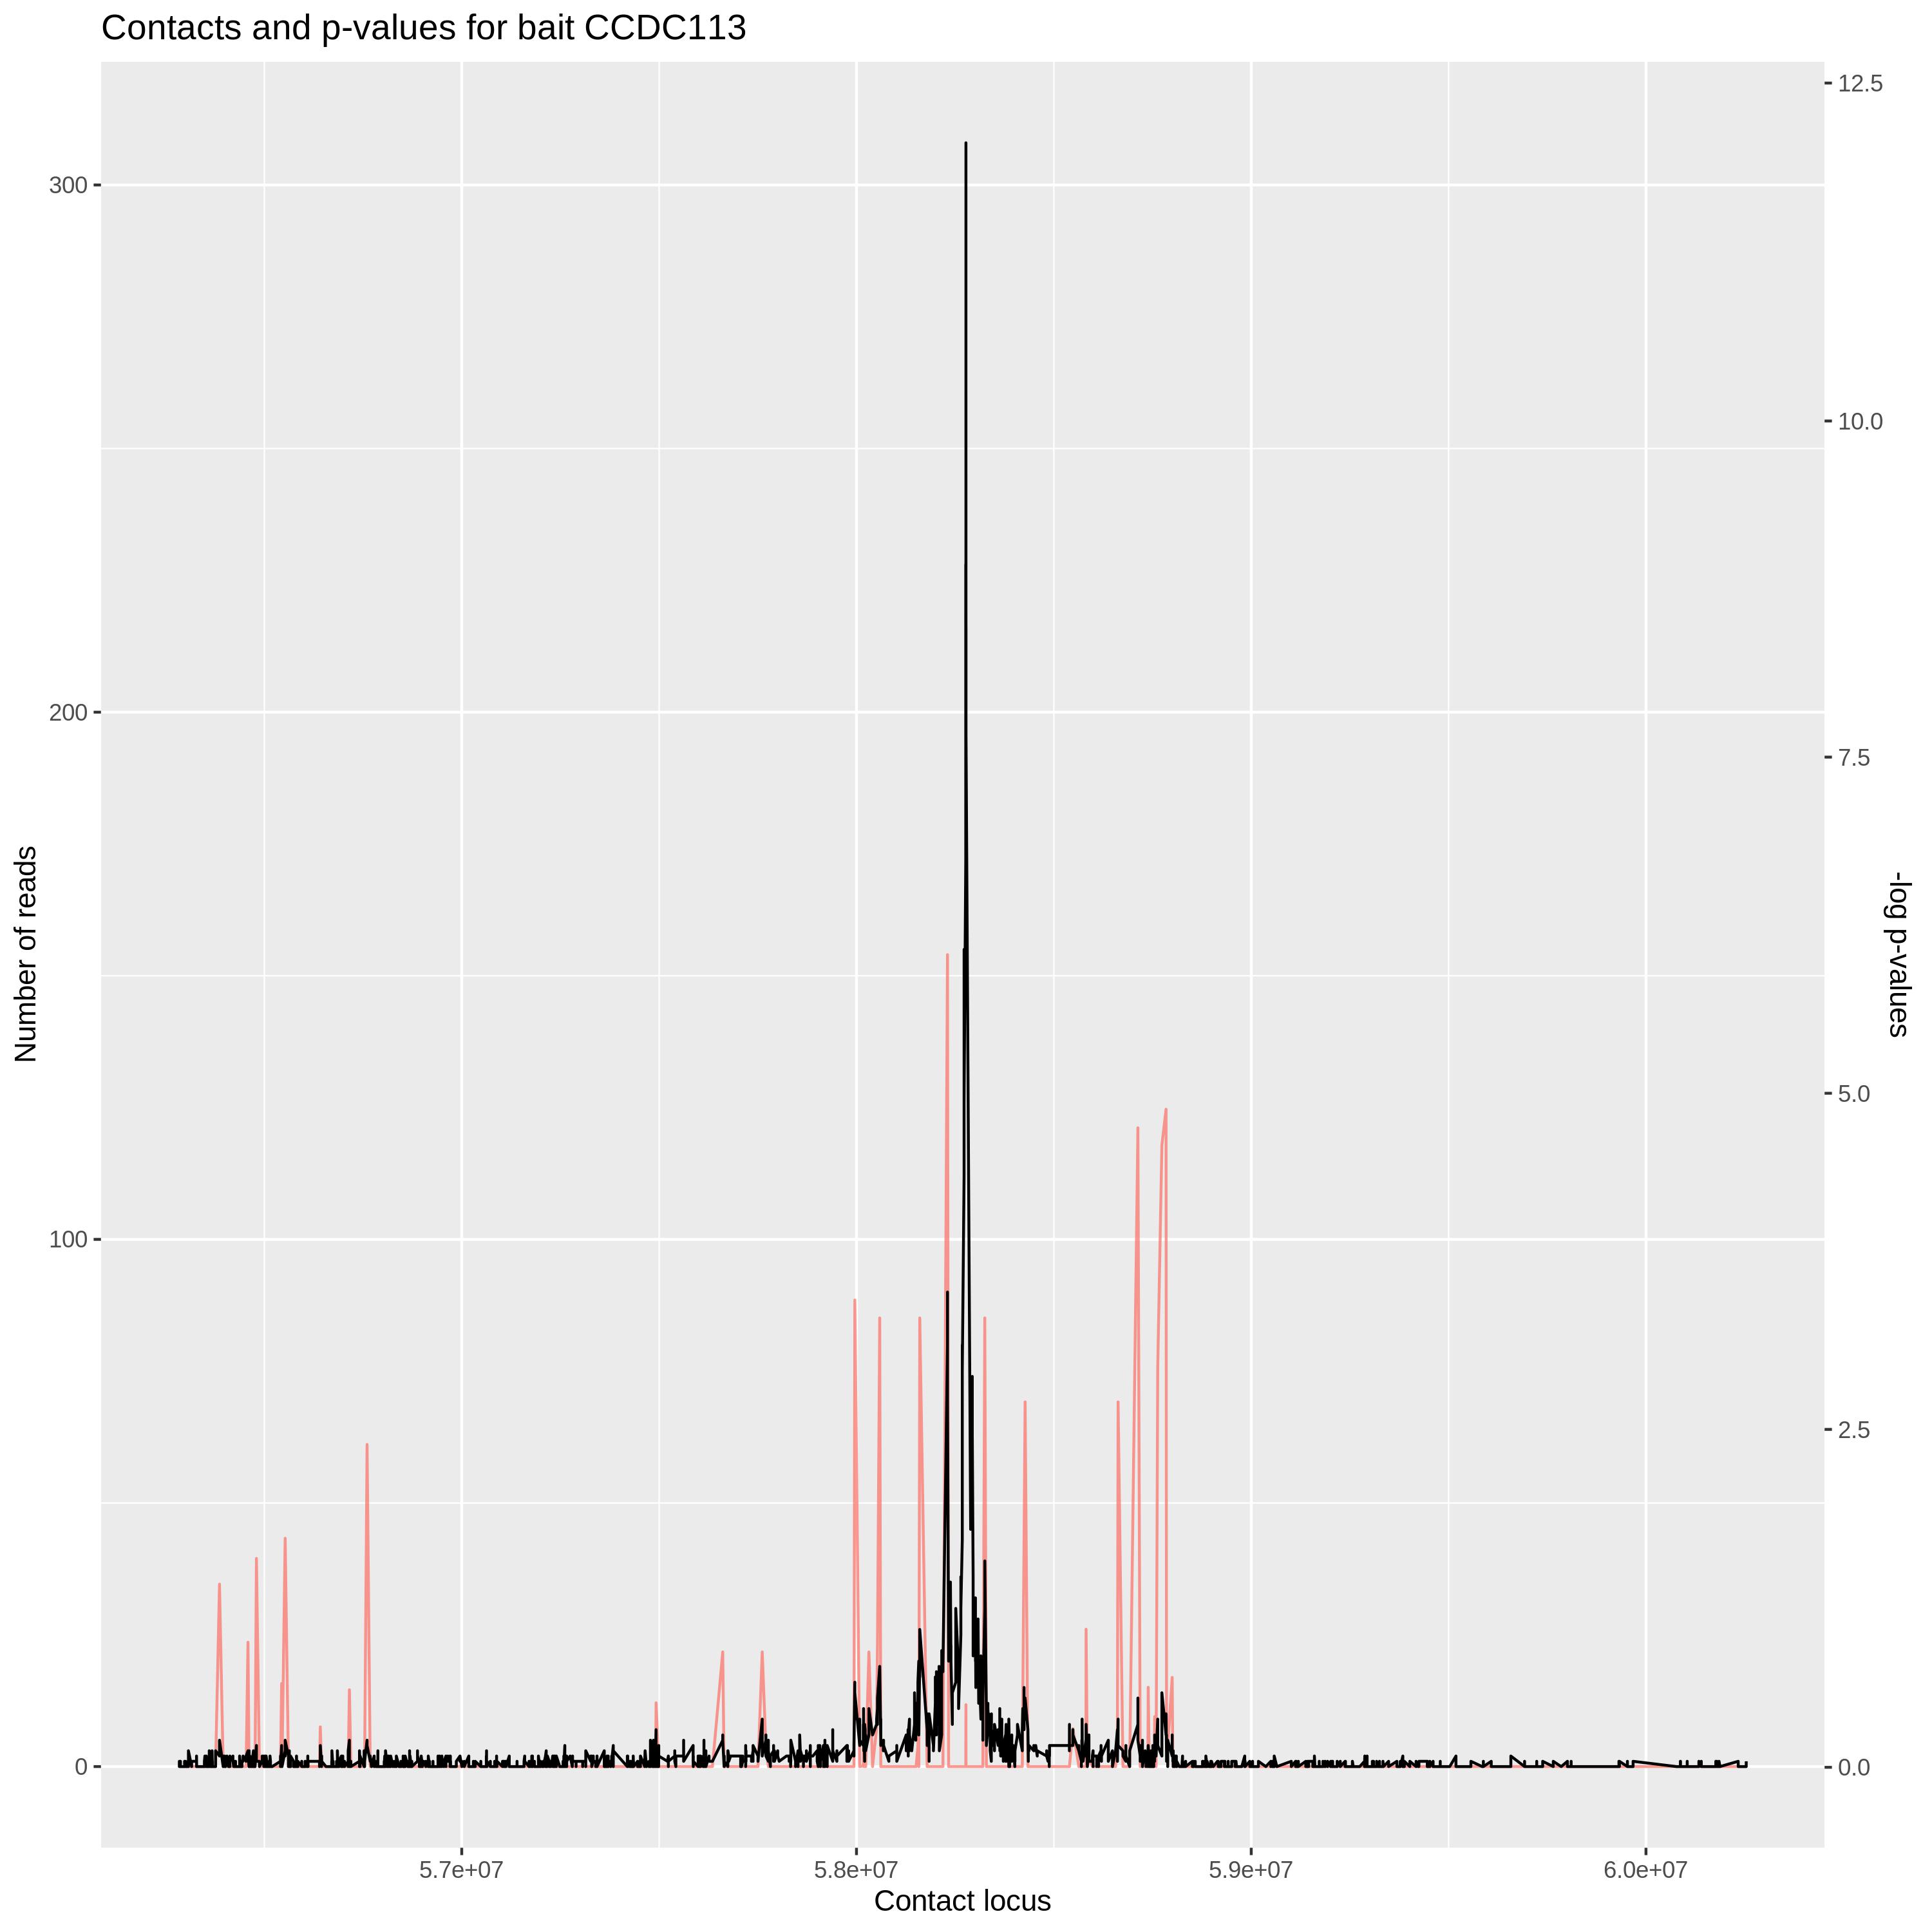 Contacts and p-values for bait CCDC113
300
200
100
0
Number of reads
12.5
10.0
7.5
5.0
2.5
0.0
-log p-values
5.7e+07
5.8e+07
5.9e+07
6.0e+07
Contact locus